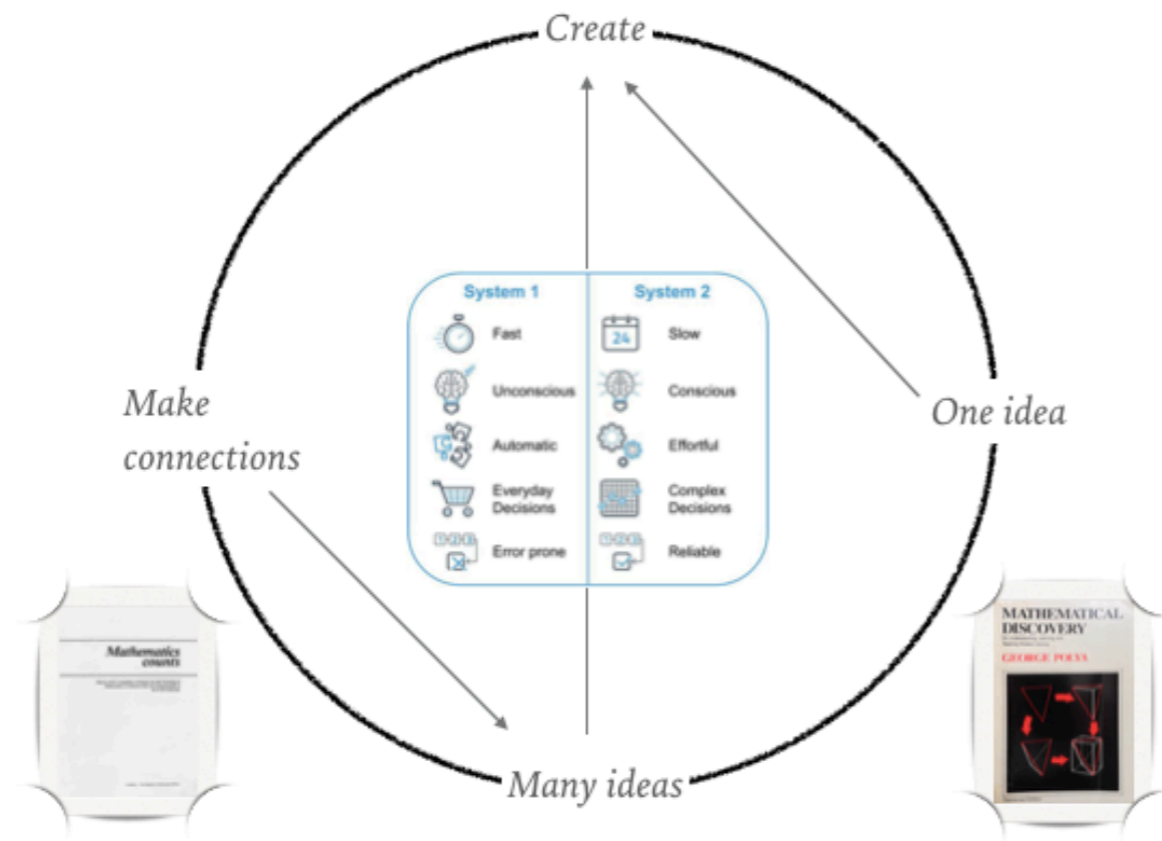 Create
System 1
System 2
Fast
Slow
24
Unconscious
Conscious
Make
connections
One idea
Automatic
Effortful
Everyday
Decisions
Complex
Decisions
Error prone
Reliable
Mathematics
counts
MATHEMATICAL
DISCOVERY
GEORGE POLYA
Many ideas